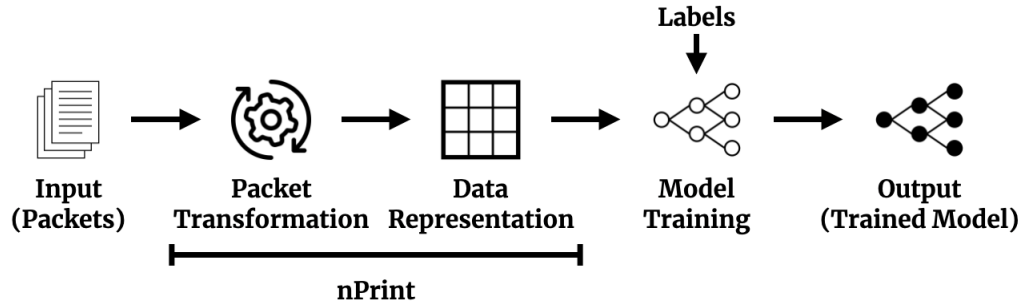 Labels
Input
(Packets)
Packet
Transformation
Data
Representation
Model
Training
Output
(Trained Model)
nPrint